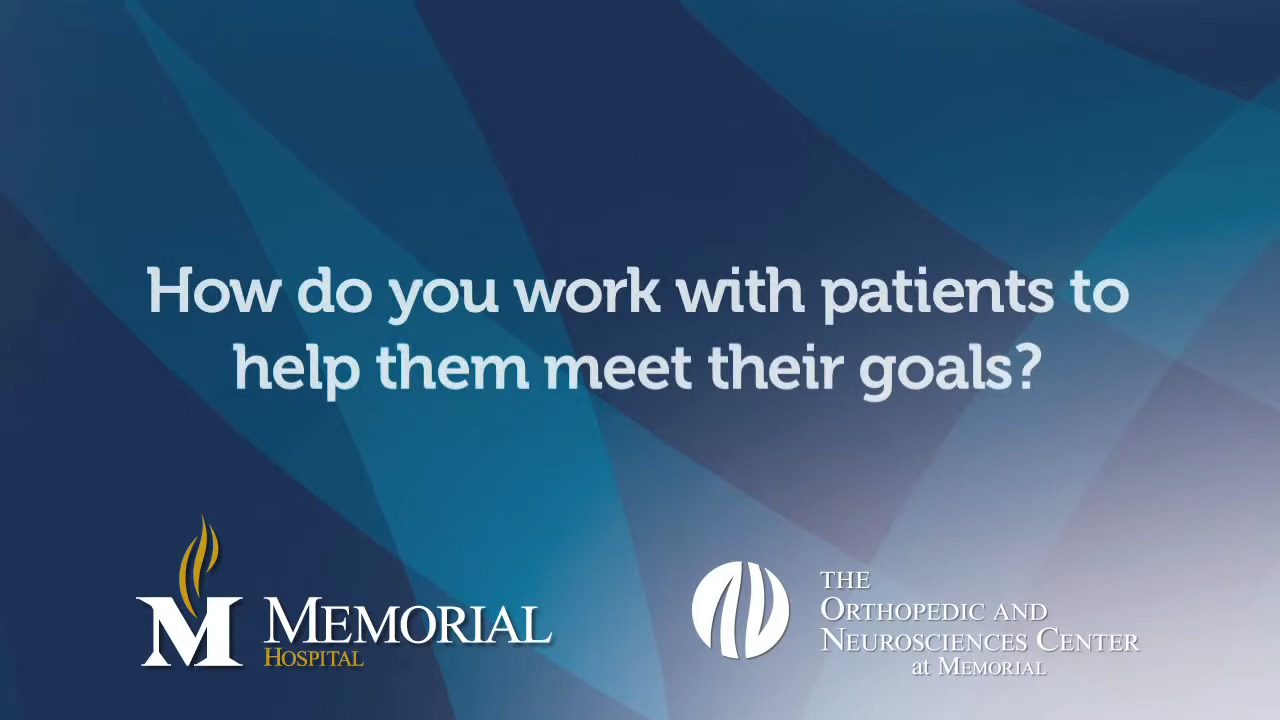 How do you work with patients to
help them meet their goals?
M MEMORIAL
HOSPITAL
THE
ORTHOPEDIC AND
NEUROSCIENCES CENTER
at MEMORIAL